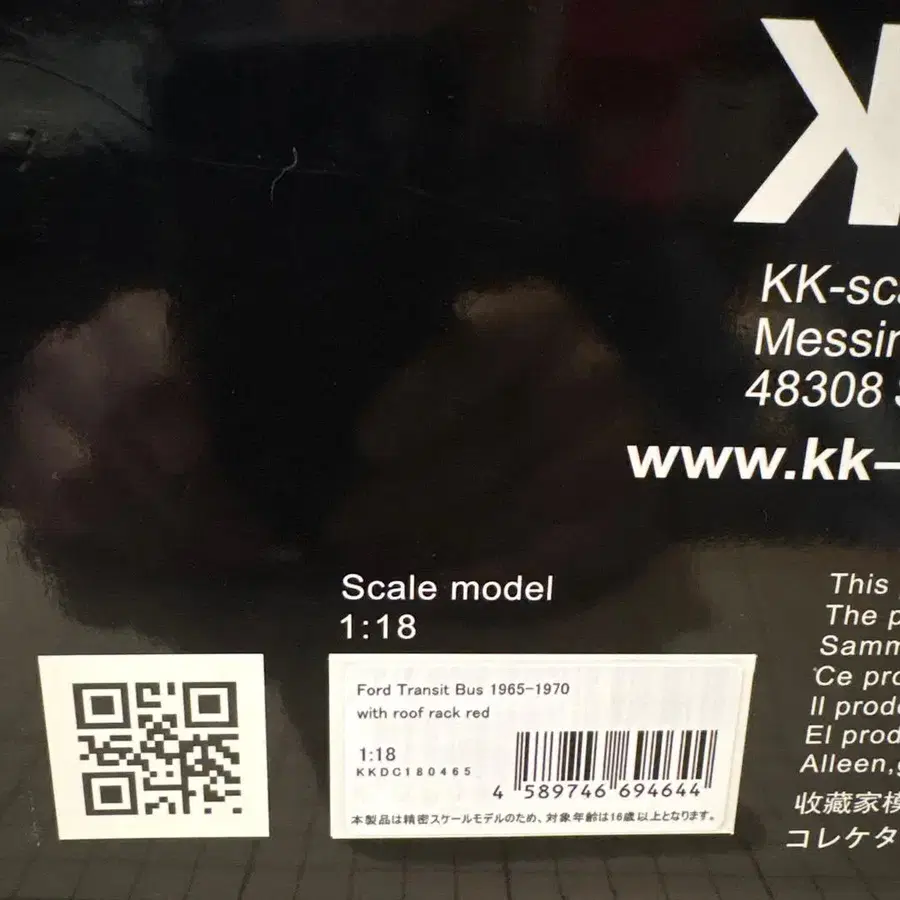 KK-sc
Messin
48308
www.kk-
Scale model
1:18
Ford Transit Bus 1965-1970
with roof rack red
1:18
KKDC180465
4 589746 694644
本製品は精密スケールモデルのため、対象年齢は16歳以上となります。
This
The p
Samm
Ce pro
Il prod
El prod
Alleen,
收藏家模
コレクタ